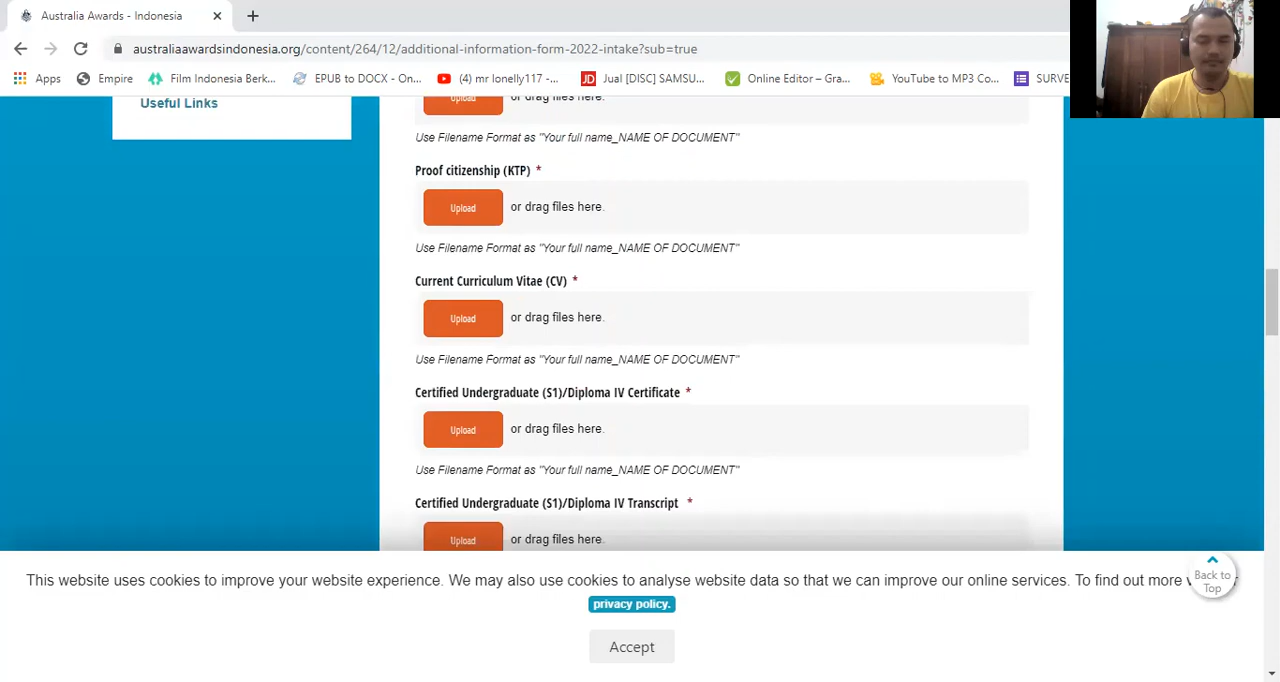 Australia Awards - Indonesia
australiaawardsindonesia.org/content/264/12/additional-information-form-2022-intake?sub=true
Apps
Empire
Film Indonesia Berk...
EPUB to DOCX - On...
(4) mr lonelly117 -...
JD
Jual [DISC] SAMSU...
Online Editor – Gra...
YouTube to MP3 Co...
SURVE
Useful Links
Upload or drag files here.
Use Filename Format as "Your full name_NAME OF DOCUMENT"
Proof citizenship (KTP) *
Upload or drag files here.
Use Filename Format as "Your full name_NAME OF DOCUMENT"
Current Curriculum Vitae (CV) *
Upload or drag files here.
Use Filename Format as "Your full name_NAME OF DOCUMENT"
Certified Undergraduate (S1)/Diploma IV Certificate *
Upload or drag files here.
Use Filename Format as "Your full name_NAME OF DOCUMENT"
Certified Undergraduate (S1)/Diploma IV Transcript *
Upload or drag files here.
This website uses cookies to improve your website experience. We may also use cookies to analyse website data so that we can improve our online services. To find out more
privacy policy.
Accept
Back to
Top